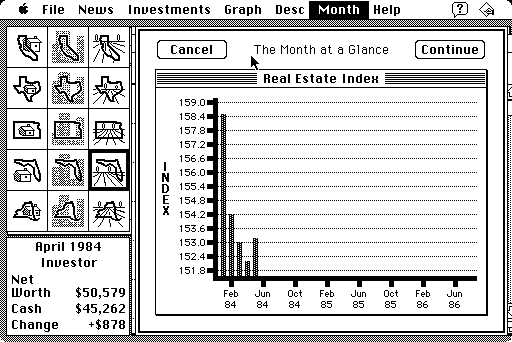 File News Investments Graph Desc Month Help
Cancel The Month at a Glance Continue
Real Estate Index
159.0
158.4
157.8
157.2
156.6
156.0
155.4
154.8
154.2
153.6
153.0
152.4
151.8
INDEX
Feb Jun Oct Feb Jun Oct Feb Jun
84 84 84 85 85 85 86 86
April 1984
Investor
Net
Worth $50,579
Cash $45,262
Change +$878